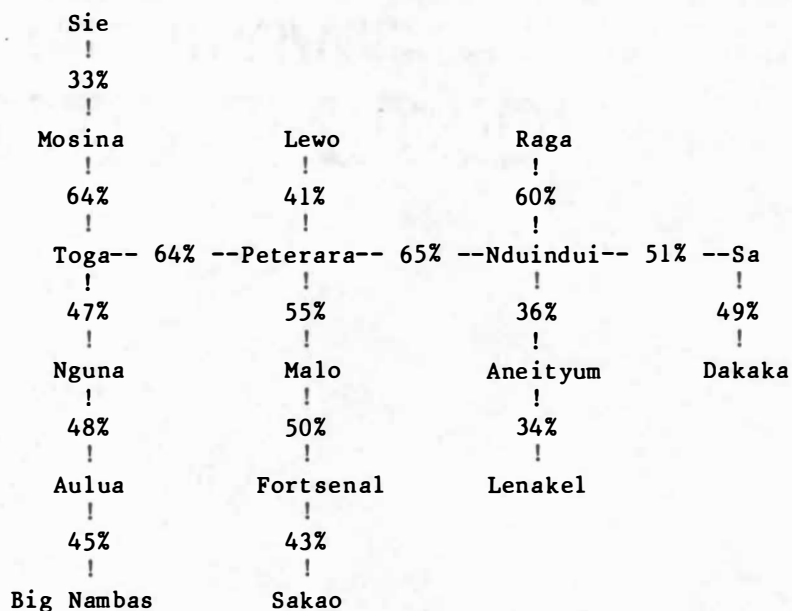 Sie
!
33%
!
Mosina Lewo Raga
! ! !
64% 41% 60%
! ! !
Toga-- 64% --Peterara-- 65% --Nduindui-- 51% --Sa
! ! ! !
47% 55% 36% 49%
! ! ! !
Nguna Malo Aneityum Dakaka
! ! !
48% 50% 34%
! ! !
Aulua Fortsenal Lenakel
! !
45% 43%
! !
Big Nambas Sakao